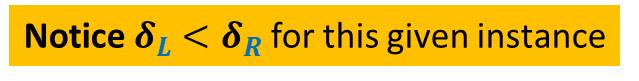 Notice δ_L < δ_R for this given instance